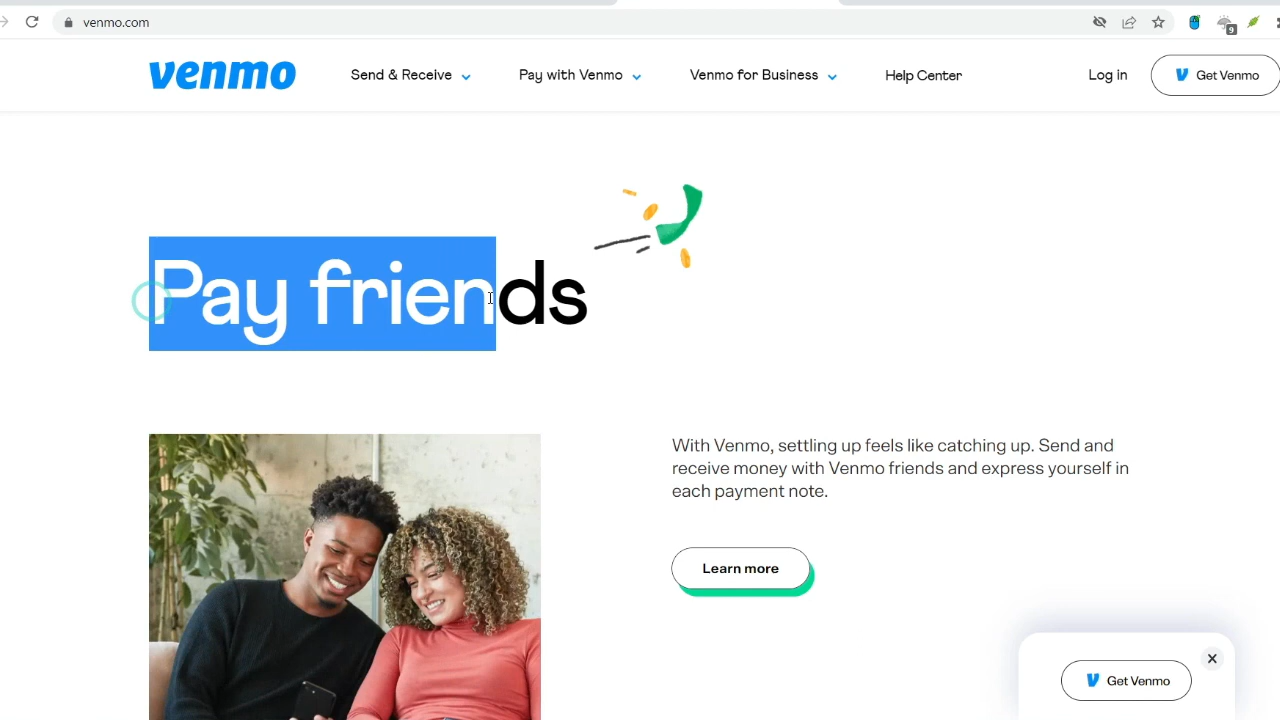 venmo.com
9
venmo
Send & Receive
Pay with Venmo
Venmo for Business
Help Center
Log in
Get Venmo
Pay friends
With Venmo, settling up feels like catching up. Send and
receive money with Venmo friends and express yourself in
each payment note.
Learn more
Get Venmo